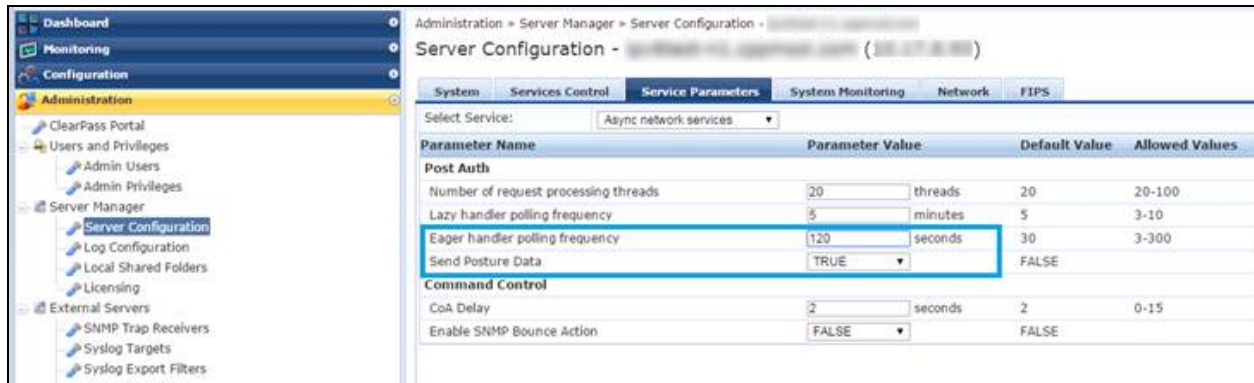 Dashboard
Monitoring
Configuration
Administration
ClearPass Portal
Users and Privileges
Admin Users
Admin Privileges
Server Manager
Server Configuration
Log Configuration
Local Shared Folders
Licensing
External Servers
SNMP Trap Receivers
Syslog Targets
Syslog Export Filters
Administration » Server Manager » Server Configuration -
Server Configuration - ( )
System Services Control Service Parameters System Monitoring Network FIPS
Select Service: Async network services
Parameter Name Parameter Value Default Value Allowed Values
Post Auth
Number of request processing threads 20 threads 20 20-100
Lazy handler polling frequency 5 minutes 5 3-10
Eager handler polling frequency 120 seconds 30 3-300
Send Posture Data TRUE FALSE
Command Control
CoA Delay 2 seconds 2 0-15
Enable SNMP Bounce Action FALSE FALSE